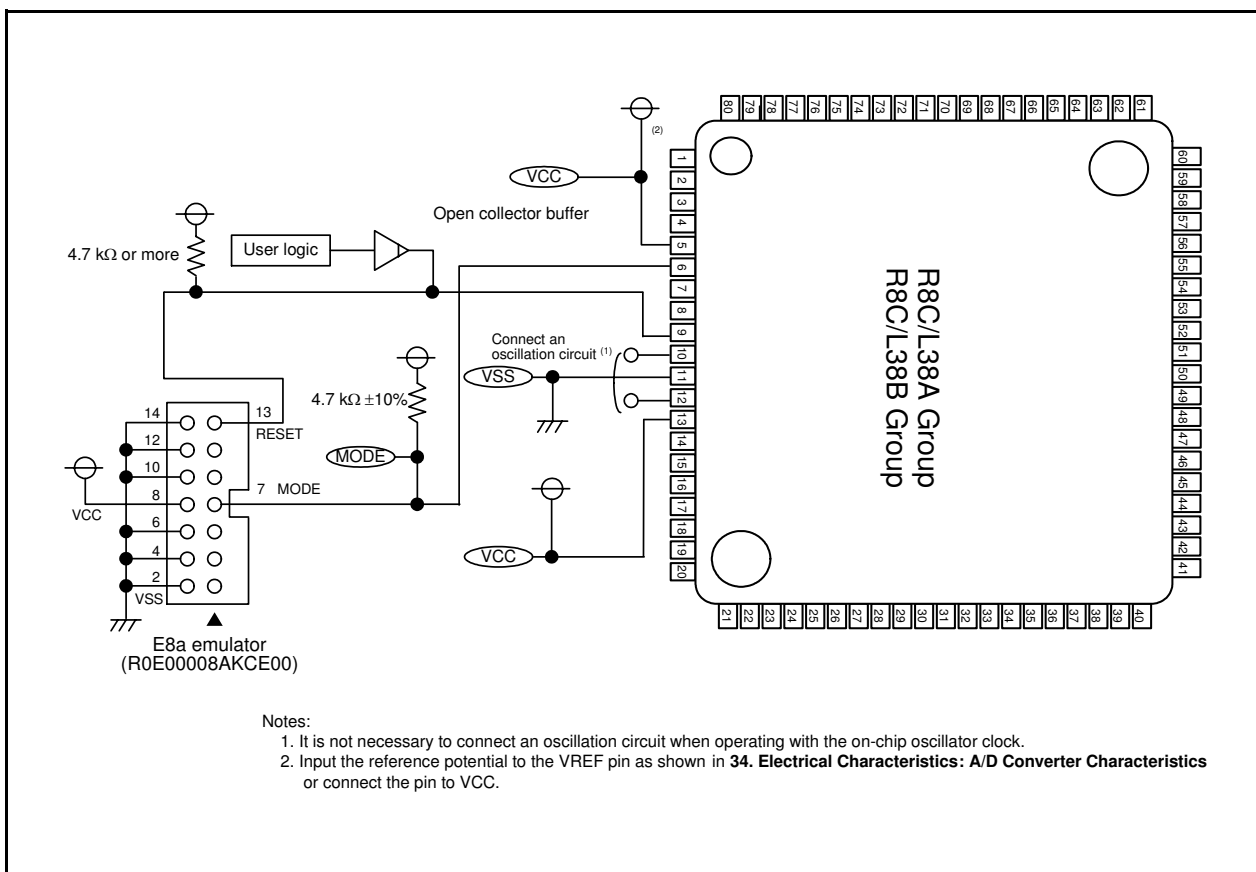 80 79 78 77 76 75 74 73 72 71 70 69 68 67 66 65 64 63 62 61
(2)
VCC
Open collector buffer
4.7 kΩ or more
User logic
1
2
3
4
5
6
7
8
9
10
11
12
13
14
15
16
17
18
19
20
60
59
58
57
56
55
54
53
52
51
50
49
48
47
46
45
44
43
42
41
R8C/L38A Group
R8C/L38B Group
Connect an
oscillation circuit (1)
VSS
4.7 kΩ ±10%
MODE
14
13
RESET
12
10
8
7 MODE
VCC
6
4
2
VSS
VCC
E8a emulator
(R0E00008AKCE00)
21 22 23 24 25 26 27 28 29 30 31 32 33 34 35 36 37 38 39 40
Notes:
1. It is not necessary to connect an oscillation circuit when operating with the on-chip oscillator clock.
2. Input the reference potential to the VREF pin as shown in 34. Electrical Characteristics: A/D Converter Characteristics
or connect the pin to VCC.